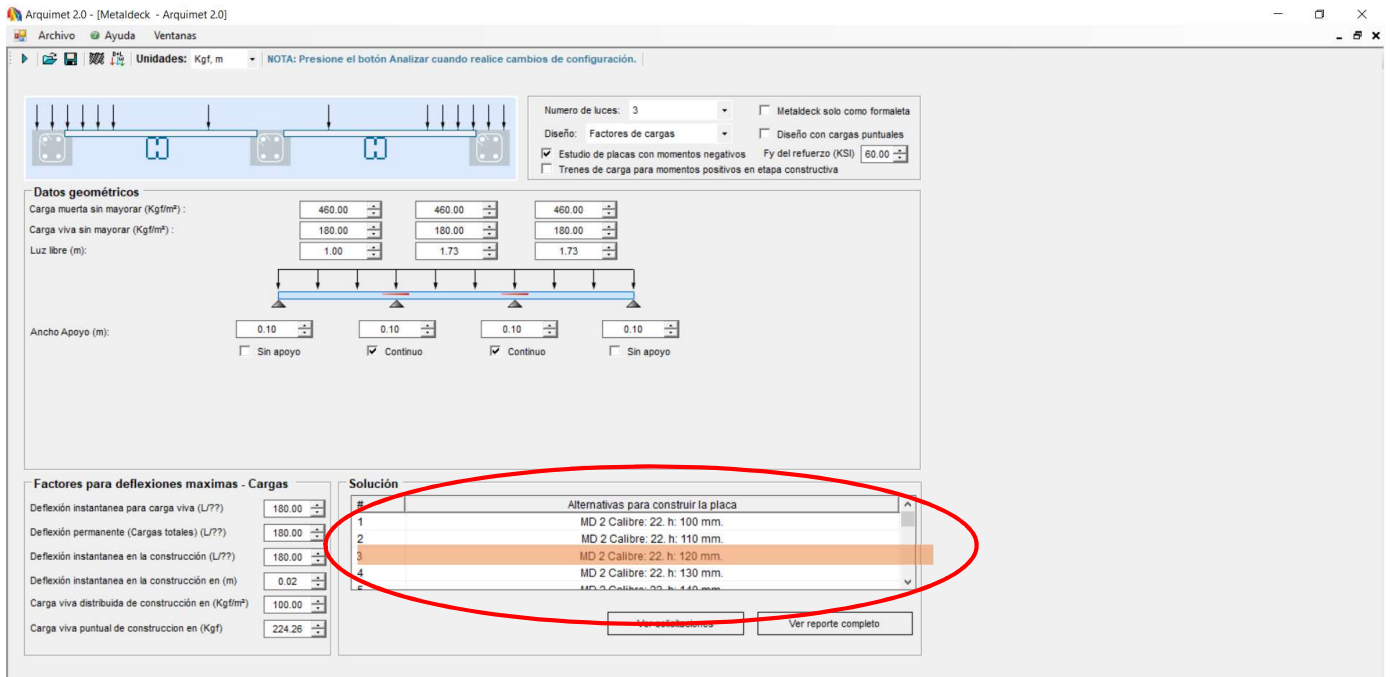 Arquimet 2.0 - [Metaldeck - Arquimet 2.0]
Archivo Ayuda Ventanas
Unidades: Kgf, m NOTA: Presione el botón Analizar cuando realice cambios de configuración.
Numero de luces: 3 Metaldeck solo como formaleta
Diseño: Factores de cargas Diseño con cargas puntuales
Estudio de placas con momentos negativos Fy del refuerzo (KSI) 60.00
Trenes de carga para momentos positivos en etapa constructiva
Datos geométricos
Carga muerta sin mayorar (Kgf/m²) : 460.00 460.00 460.00
Carga viva sin mayorar (Kgf/m²) : 180.00 180.00 180.00
Luz libre (m): 1.00 1.73 1.73
Ancho Apoyo (m): 0.10 0.10 0.10 0.10
Sin apoyo Continuo Continuo Sin apoyo
Factores para deflexiones maximas - Cargas
Deflexión instantanea para carga viva (L/??) 180.00
Deflexión permanente (Cargas totales) (L/??) 180.00
Deflexión instantanea en la construcción (L/??) 180.00
Deflexión instantanea en la construcción en (m) 0.02
Carga viva distribuida de construcción en (Kgf/m²) 100.00
Carga viva puntual de construccion en (Kgf) 224.26
Solución
# Alternativas para construir la placa
1 MD 2 Calibre: 22. h: 100 mm.
2 MD 2 Calibre: 22. h: 110 mm.
3 MD 2 Calibre: 22. h: 120 mm.
4 MD 2 Calibre: 22. h: 130 mm.
5 MD 2 Calibre: 22. h: 140 mm.
Ver solicitaciones Ver reporte completo